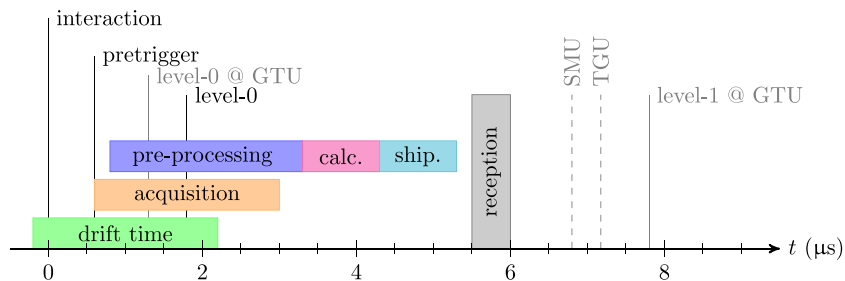 interaction
pretrigger
level-0 @ GTU
level-0
SMU
TGU
level-1 @ GTU
pre-processing
calc.
ship.
reception
acquisition
drift time
t (μs)
0
2
4
6
8